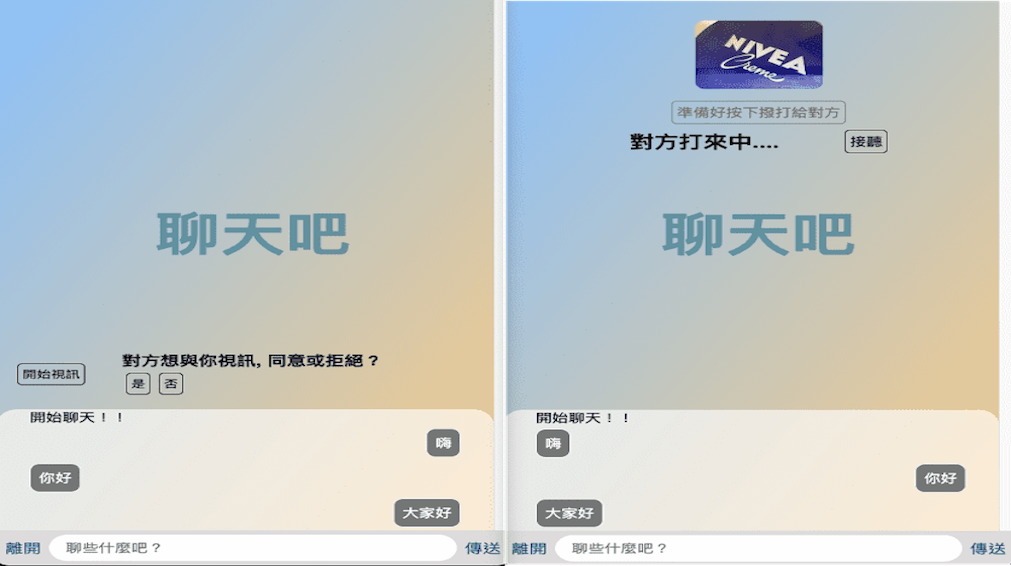 聊天吧
對方想與你視訊, 同意或拒絕？
開始視訊
是 否
開始聊天！！
嗨
你好
大家好
離開 聊些什麼吧？ 傳送
NIVEA
Creme
準備好按下撥打給對方
對方打來中.... 接聽
聊天吧
開始聊天！！
嗨
你好
大家好
離開 聊些什麼吧？ 傳送